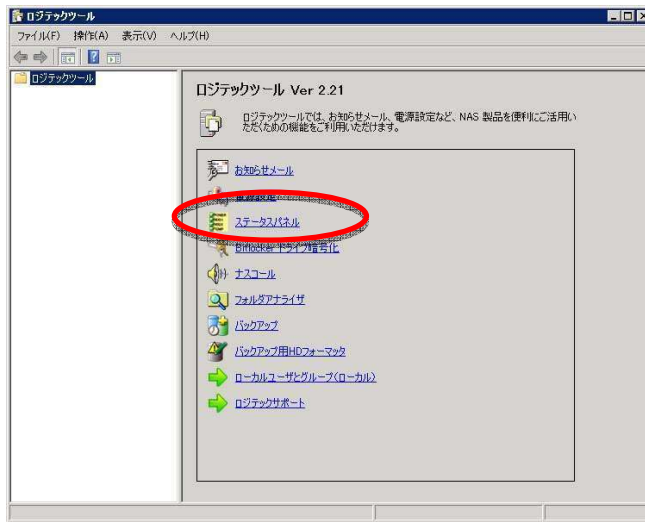 ロジテックツール
ファイル(F) 操作(A) 表示(V) ヘルプ(H)
ロジテックツール
ロジテックツール Ver 2.21
ロジテックツールでは、お知らせメール、電源設定など、NAS 製品を便利にご活用い
ただくための機能をご利用いただけます。
お知らせメール
電源設定
ステータスパネル
Bitlocker ドライブ暗号化
ナスコール
フォルダアナライザ
バックアップ
バックアップ用HDフォーマッタ
ローカルユーザとグループ(ローカル)
ロジテックサポート